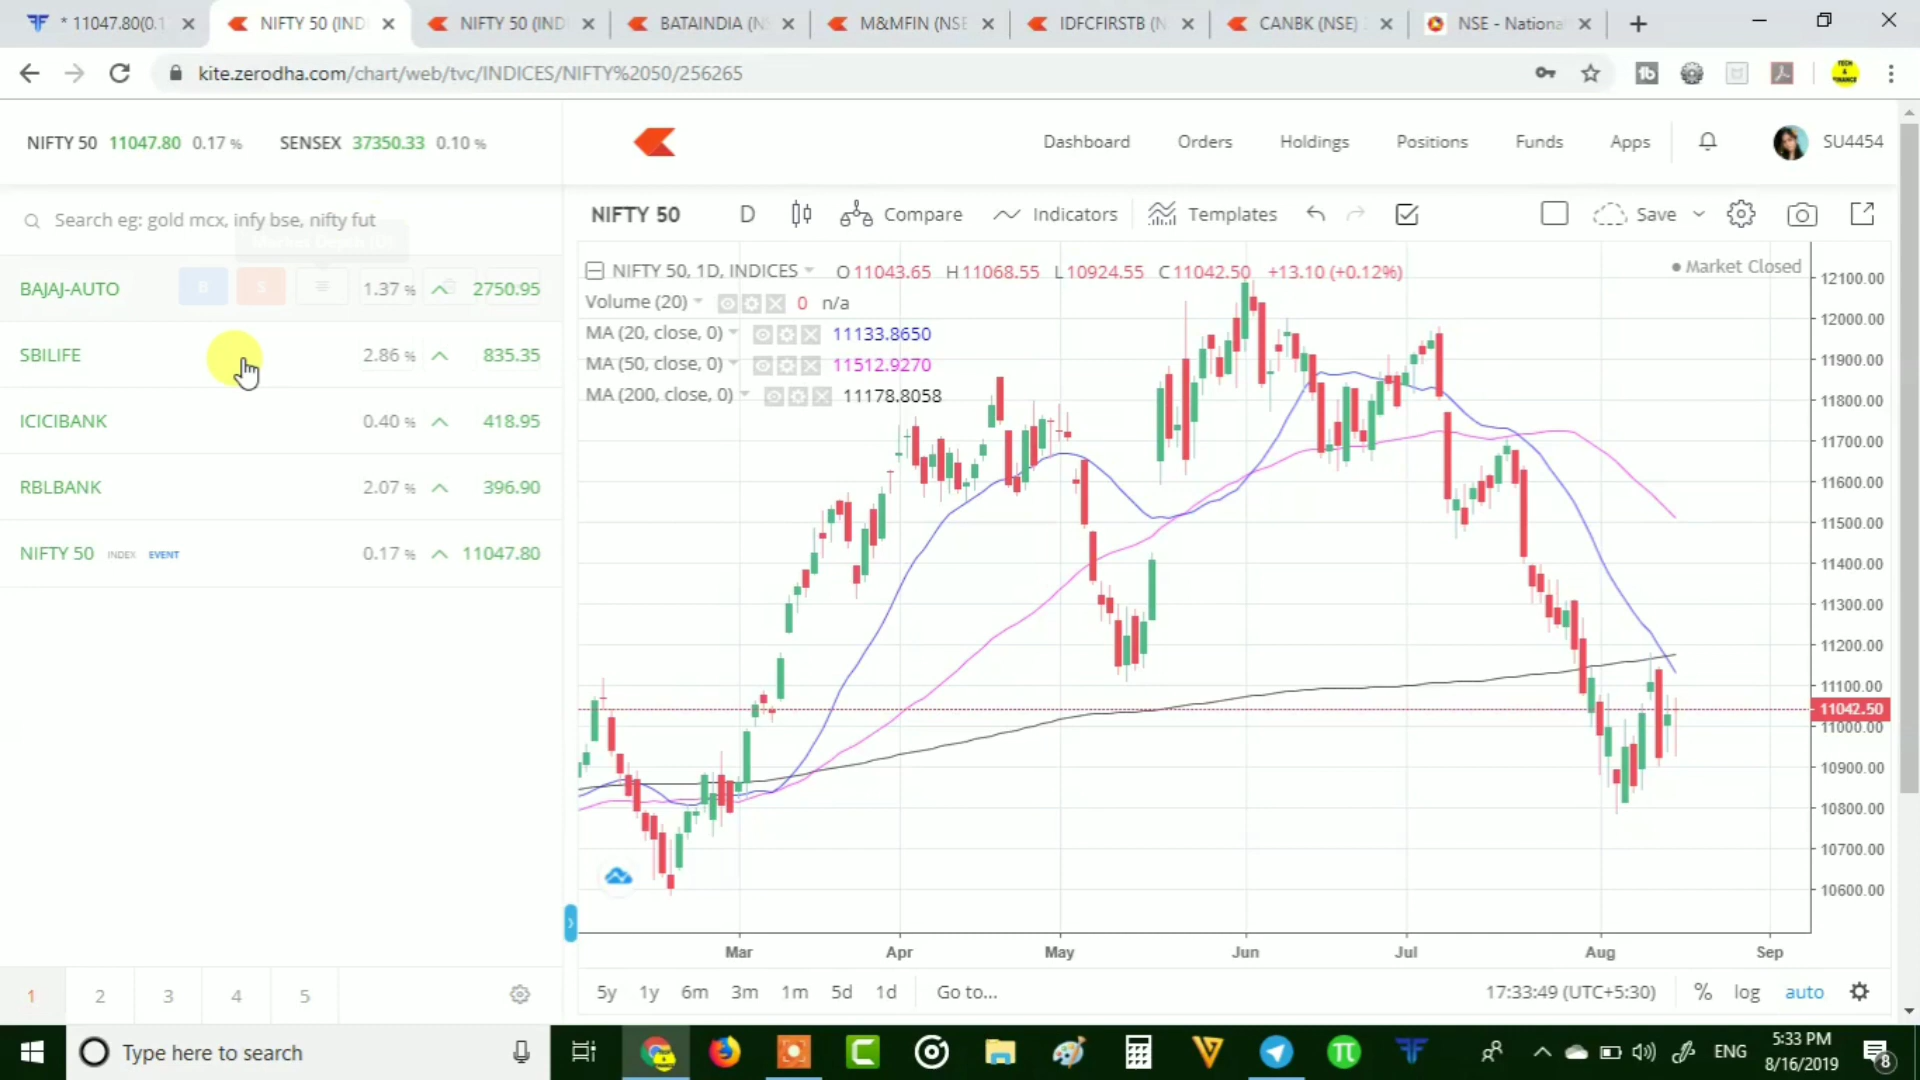 * 11047.80(0.1
NIFTY 50 (IND
NIFTY 50 (IND
BATAINDIA (N
M&MFIN (NSE
IDFCFIRSTB (N
CANBK (NSE)
NSE - Nationa
kite.zerodha.com/chart/web/tvc/INDICES/NIFTY%2050/256265
NIFTY 50 11047.80 0.17 % SENSEX 37350.33 0.10 %
Dashboard Orders Holdings Positions Funds Apps SU4454
Search eg: gold mcx, infy bse, nifty fut
Market Depth (D)
BAJAJ-AUTO B S 1.37 % 2750.95
SBILIFE 2.86 % 835.35
ICICIBANK 0.40 % 418.95
RBLBANK 2.07 % 396.90
NIFTY 50 INDEX EVENT 0.17 % 11047.80
1 2 3 4 5
NIFTY 50 D Compare Indicators Templates Save
NIFTY 50, 1D, INDICES O 11043.65 H 11068.55 L 10924.55 C 11042.50 +13.10 (+0.12%)
Market Closed
Volume (20) 0 n/a
MA (20, close, 0) 11133.8650
MA (50, close, 0) 11512.9270
MA (200, close, 0) 11178.8058
12100.00
12000.00
11900.00
11800.00
11700.00
11600.00
11500.00
11400.00
11300.00
11200.00
11100.00
11042.50
11000.00
10900.00
10800.00
10700.00
10600.00
Mar Apr May Jun Jul Aug Sep
5y 1y 6m 3m 1m 5d 1d Go to... 17:33:49 (UTC+5:30) % log auto
Type here to search
ENG
5:33 PM
8/16/2019
8